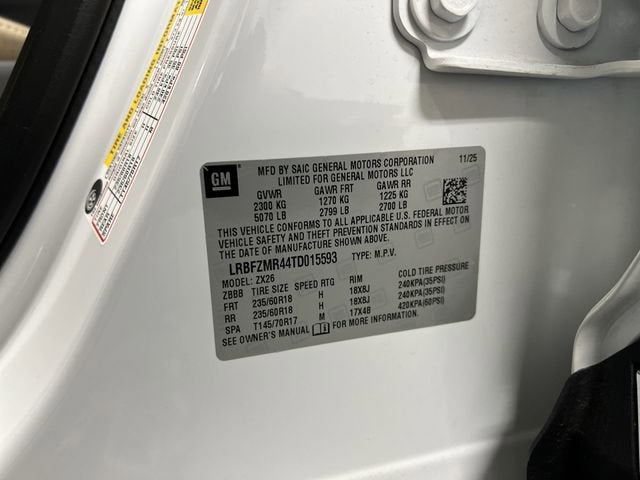 TIRE AND LOADING INFORMATION
GM
MFD BY SAIC GENERAL MOTORS CORPORATION 11/25
LIMITED FOR GENERAL MOTORS LLC
GVWR GAWR FRT GAWR RR
2300 KG 1270 KG 1225 KG
5070 LB 2799 LB 2700 LB
THIS VEHICLE CONFORMS TO ALL APPLICABLE U.S. FEDERAL MOTOR
VEHICLE SAFETY AND THEFT PREVENTION STANDARDS IN EFFECT ON
THE DATE OF MANUFACTURE SHOWN ABOVE.
LRBFZMR44TD015593 TYPE: M.P.V.
MODEL: ZX26
ZBBB TIRE SIZE SPEED RTG RIM COLD TIRE PRESSURE
FRT 235/60R18 H 18X8J 240KPA(35PSI)
RR 235/60R18 H 18X8J 240KPA(35PSI)
SPA T145/70R17 M 17X4B 420KPA(60PSI)
SEE OWNER'S MANUAL FOR MORE INFORMATION.